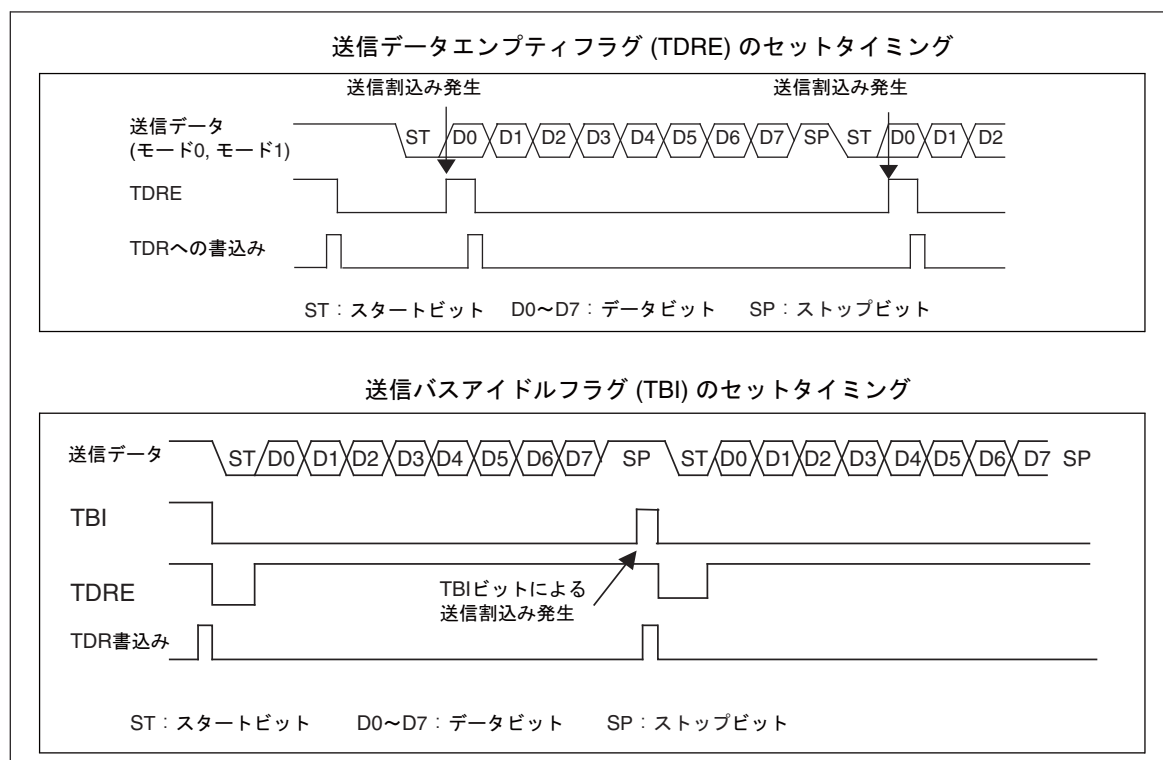 送信データエンプティフラグ (TDRE) のセットタイミング
送信割込み発生 送信割込み発生
送信データ
(モード0, モード1)
ST D0 D1 D2 D3 D4 D5 D6 D7 SP ST D0 D1 D2
TDRE
TDRへの書込み
ST：スタートビット D0～D7：データビット SP：ストップビット
送信バスアイドルフラグ (TBI) のセットタイミング
送信データ ST D0 D1 D2 D3 D4 D5 D6 D7 SP ST D0 D1 D2 D3 D4 D5 D6 D7 SP
TBI
TDRE
TBIビットによる
送信割込み発生
TDR書込み
ST：スタートビット D0～D7：データビット SP：ストップビット